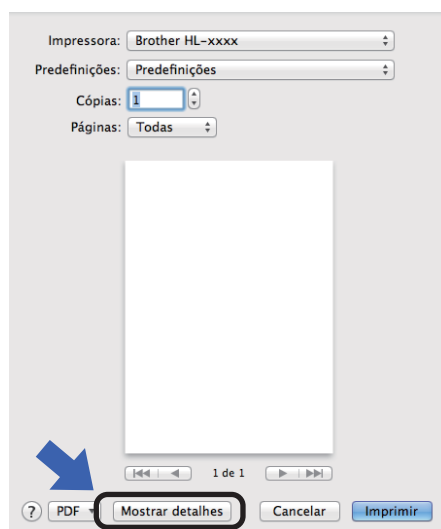 Impressora: Brother HL-xxxx
Predefinições: Predefinições
Cópias: 1
Páginas: Todas
1 de 1
? PDF Mostrar detalhes Cancelar Imprimir